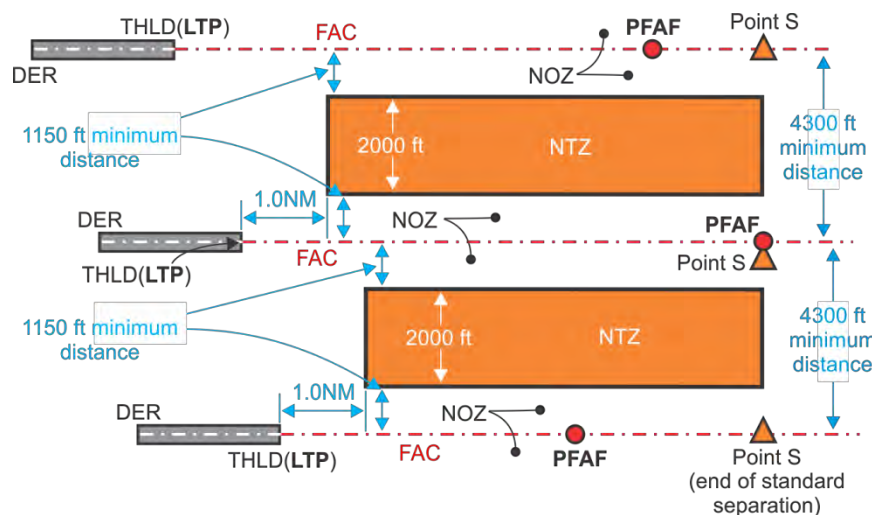 THLD(LTP)
FAC
PFAF
Point S
DER
NOZ
1150 ft minimum
distance
2000 ft
NTZ
4300 ft
minimum
distance
1.0NM
DER
NOZ
PFAF
THLD(LTP)
FAC
Point S
1150 ft minimum
distance
2000 ft
NTZ
4300 ft
minimum
distance
1.0NM
DER
NOZ
THLD(LTP)
FAC
PFAF
Point S
(end of standard
separation)